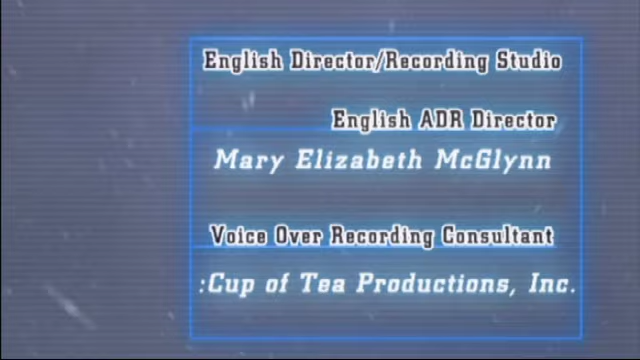 English Director/Recording Studio
English ADR Director
Mary Elizabeth McGlynn
Voice Over Recording Consultant
:Cup of Tea Productions, Inc.